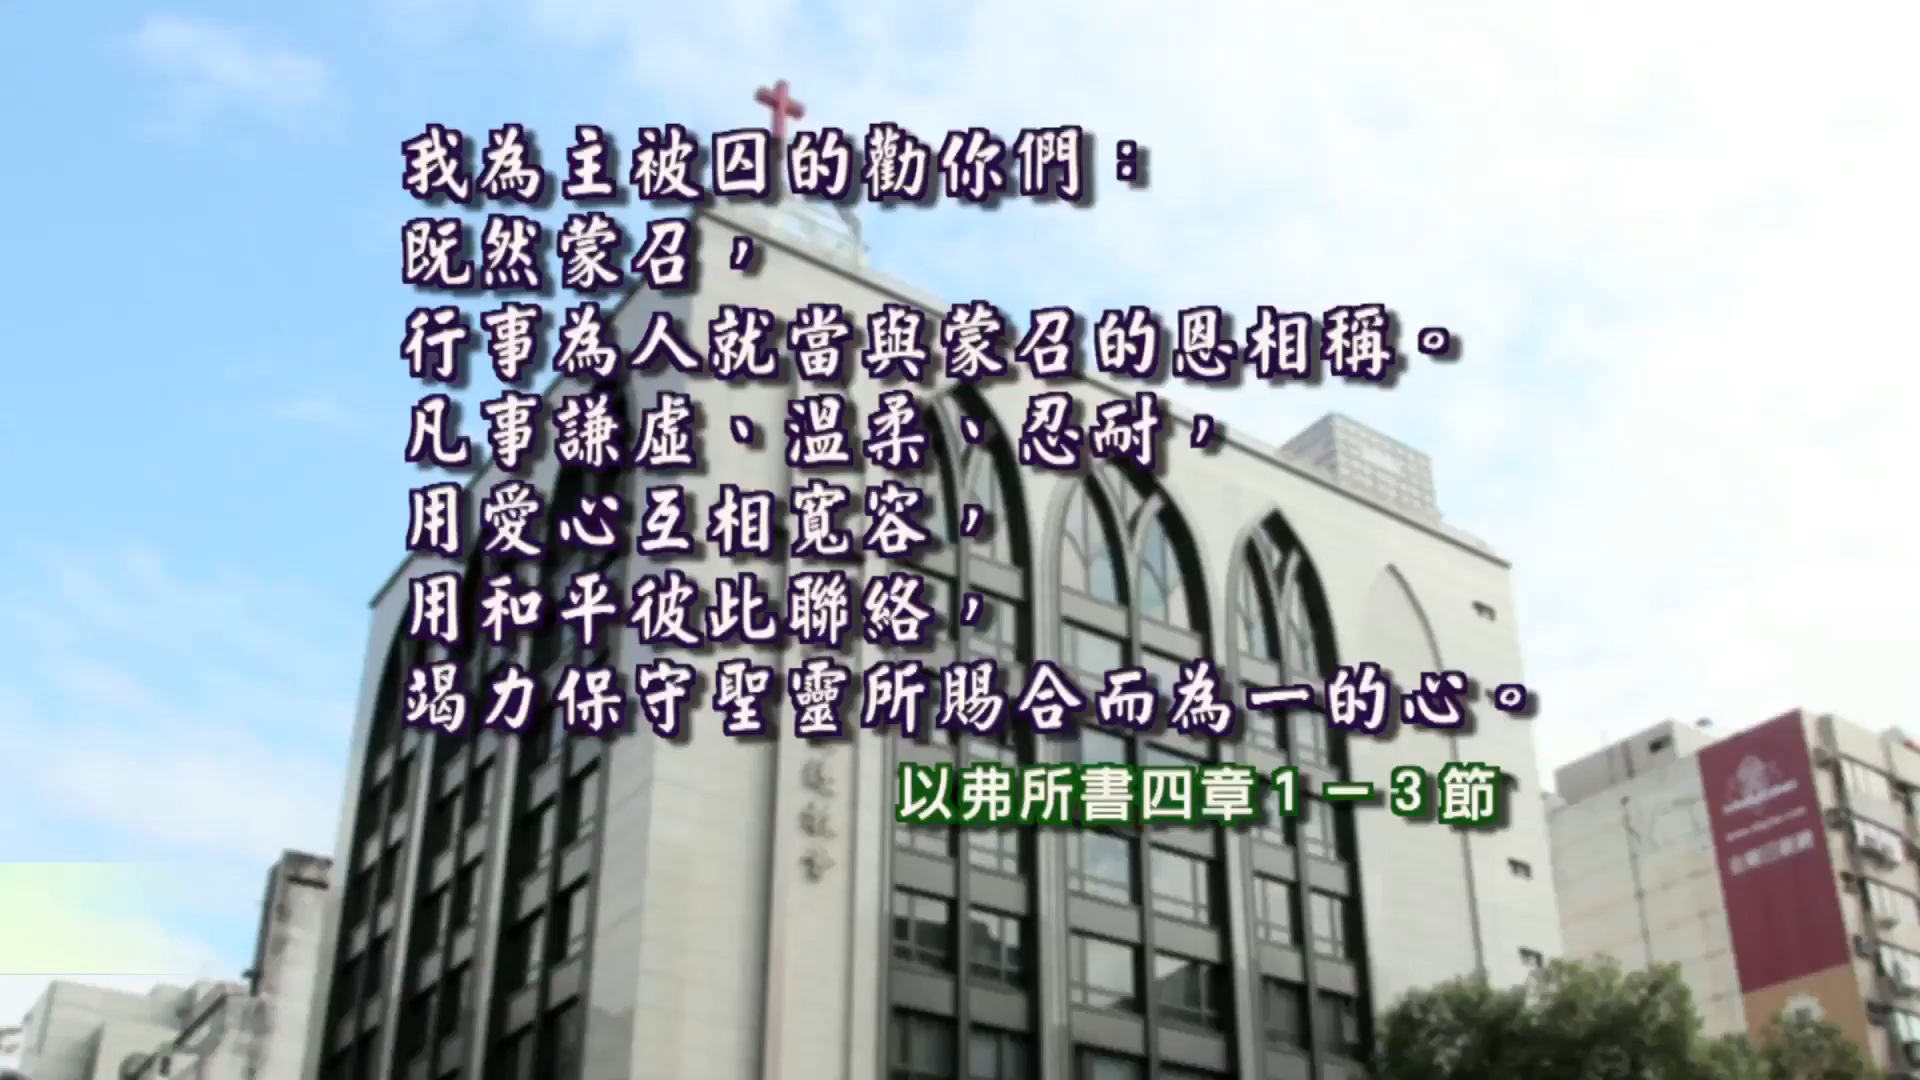 我為主被囚的勸你們：
既然蒙召，
行事為人就當與蒙召的恩相稱。
凡事謙虛、溫柔、忍耐，
用愛心互相寬容，
用和平彼此聯絡，
竭力保守聖靈所賜合而為一的心。
以弗所書四章1－3節